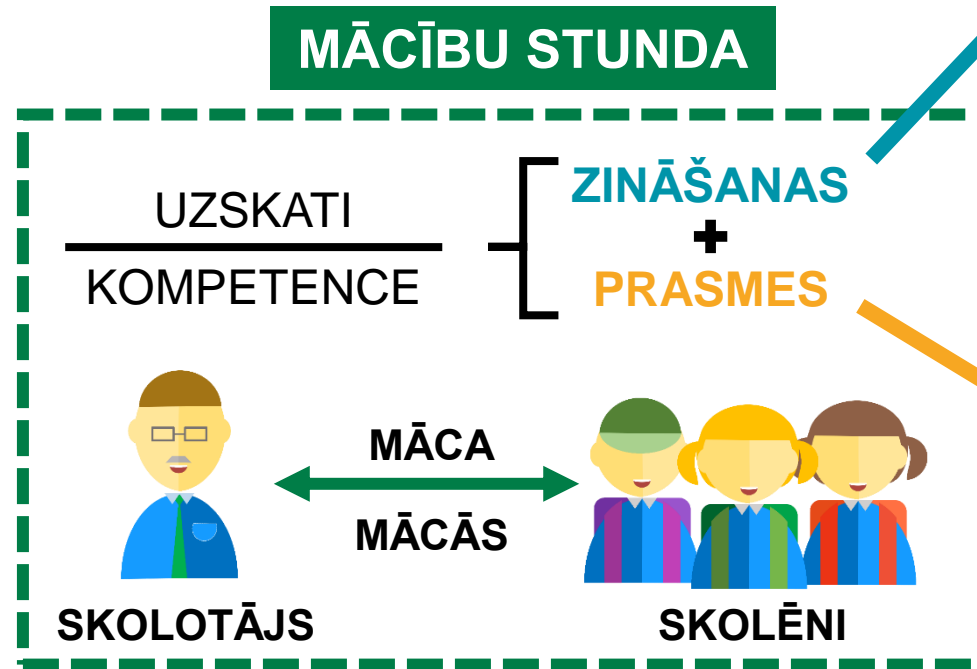 MĀCĪBU STUNDA
UZSKATI
KOMPETENCE
ZINĀŠANAS
+
PRASMES
MĀCA
MĀCĀS
SKOLOTĀJS
SKOLĒNI